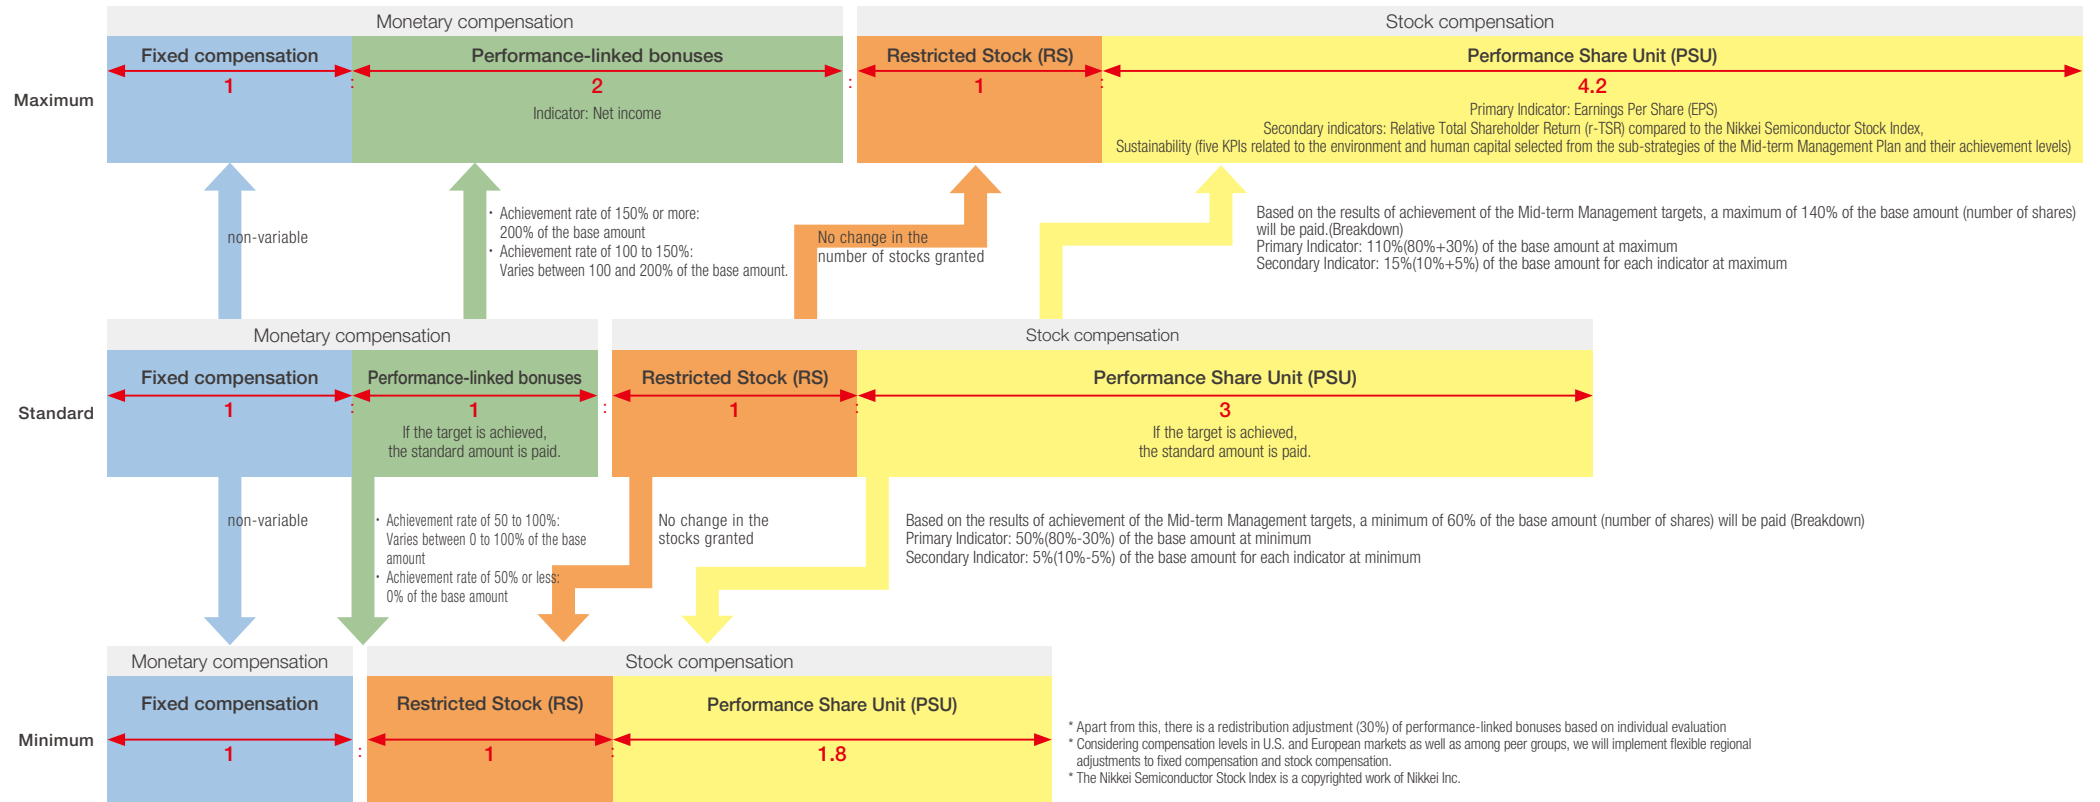 Monetary compensation
Stock compensation
Maximum
Fixed compensation
1
:
Performance-linked bonuses
2
Indicator: Net income
:
Restricted Stock (RS)
1
:
Performance Share Unit (PSU)
4.2
Primary Indicator: Earnings Per Share (EPS)
Secondary indicators: Relative Total Shareholder Return (r-TSR) compared to the Nikkei Semiconductor Stock Index,
Sustainability (five KPIs related to the environment and human capital selected from the sub-strategies of the Mid-term Management Plan and their achievement levels)
non-variable
・ Achievement rate of 150% or more:
200% of the base amount
・ Achievement rate of 100 to 150%:
Varies between 100 and 200% of the base amount.
No change in the
number of stocks granted
Based on the results of achievement of the Mid-term Management targets, a maximum of 140% of the base amount (number of shares)
will be paid.(Breakdown)
Primary Indicator: 110%(80%+30%) of the base amount at maximum
Secondary Indicator: 15%(10%+5%) of the base amount for each indicator at maximum
Monetary compensation
Stock compensation
Standard
Fixed compensation
1
:
Performance-linked bonuses
1
If the target is achieved,
the standard amount is paid.
:
Restricted Stock (RS)
1
:
Performance Share Unit (PSU)
3
If the target is achieved,
the standard amount is paid.
non-variable
・ Achievement rate of 50 to 100%:
Varies between 0 to 100% of the base
amount
・ Achievement rate of 50% or less:
0% of the base amount
No change in the
stocks granted
Based on the results of achievement of the Mid-term Management targets, a minimum of 60% of the base amount (number of shares) will be paid (Breakdown)
Primary Indicator: 50%(80%-30%) of the base amount at minimum
Secondary Indicator: 5%(10%-5%) of the base amount for each indicator at minimum
Monetary compensation
Stock compensation
Minimum
Fixed compensation
1
:
Restricted Stock (RS)
1
:
Performance Share Unit (PSU)
1.8
* Apart from this, there is a redistribution adjustment (30%) of performance-linked bonuses based on individual evaluation
* Considering compensation levels in U.S. and European markets as well as among peer groups, we will implement flexible regional
adjustments to fixed compensation and stock compensation.
* The Nikkei Semiconductor Stock Index is a copyrighted work of Nikkei Inc.